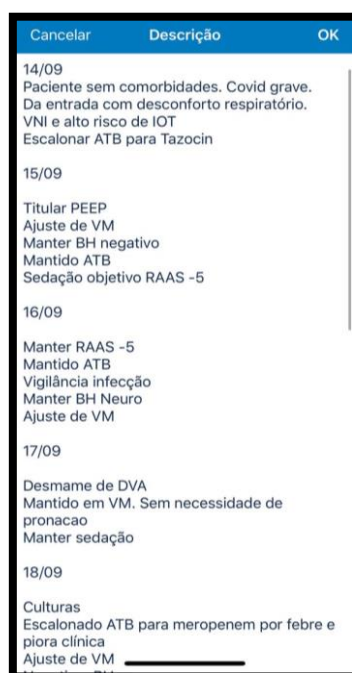 Cancelar Descrição OK
14/09
Paciente sem comorbidades. Covid grave.
Da entrada com desconforto respiratório.
VNI e alto risco de IOT
Escalonar ATB para Tazocin
15/09
Titular PEEP
Ajuste de VM
Manter BH negativo
Mantido ATB
Sedação objetivo RAAS -5
16/09
Manter RAAS -5
Mantido ATB
Vigilância infecção
Manter BH Neuro
Ajuste de VM
17/09
Desmame de DVA
Mantido em VM. Sem necessidade de
pronacao
Manter sedação
18/09
Culturas
Escalonado ATB para meropenem por febre e
piora clínica
Ajuste de VM